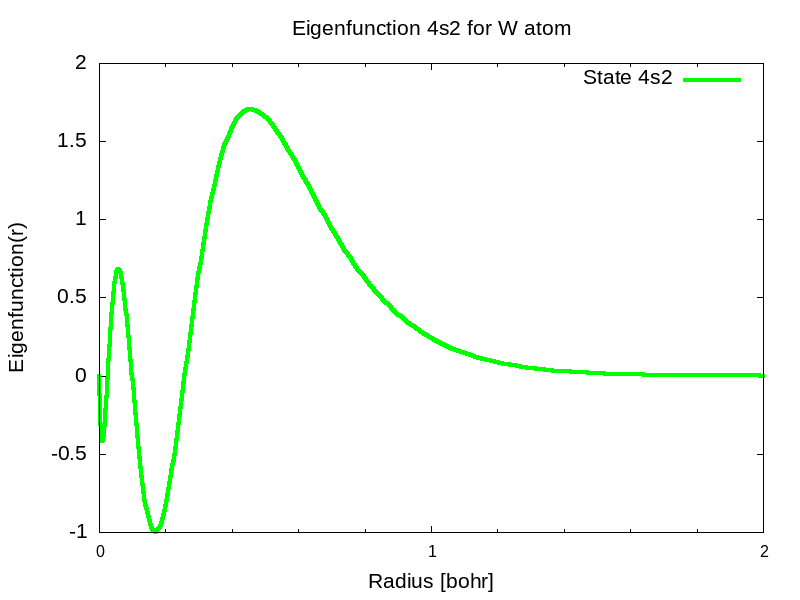 Eigenfunction 4s2 for W atom
State 4s2
2
1.5
1
0.5
0
-0.5
-1
Eigenfunction(r)
0 1 2
Radius [bohr]